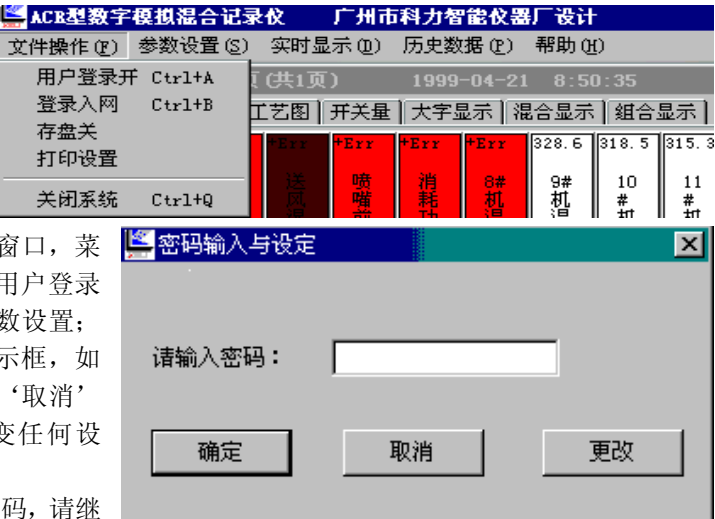 ACR型数字模拟混合记录仪 广州市科力智能仪器厂设计
文件操作(F) 参数设置(S) 实时显示(D) 历史数据(P) 帮助(H)
用户登录开 Ctrl+A
登录入网 Ctrl+B
存盘关
打印设置
关闭系统 Ctrl+Q
页(共1页) 1999-04-21 8:50:35
工艺图 开关量 大字显示 混合显示 组合显示
+Err +Err +Err +Err 328.6 318.5 315.3
送风 喷嘴前 消耗功 8#机温 9#机温 10#机 11#机
窗口，菜
用户登录
数设置；
示框，如
‘取消’
变任何设
码，请继
密码输入与设定
请输入密码：
确定 取消 更改